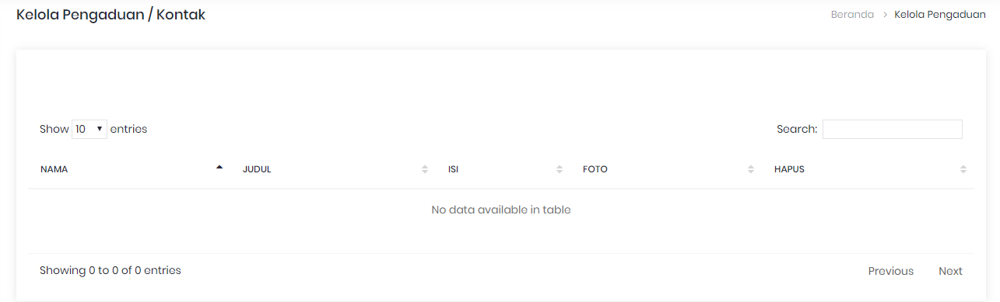 Kelola Pengaduan / Kontak
Beranda > Kelola Pengaduan
Show 10 entries
Search:
NAMA JUDUL ISI FOTO HAPUS
No data available in table
Showing 0 to 0 of 0 entries
Previous Next